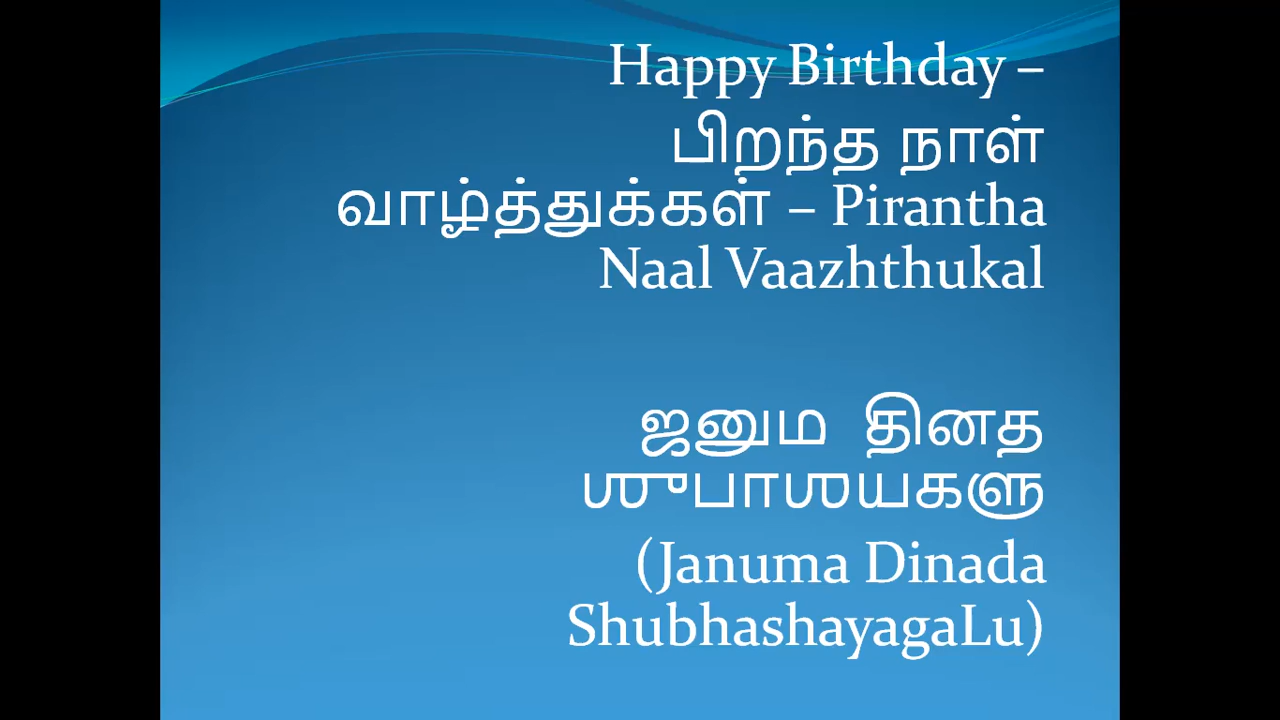 Happy Birthday –
பிறந்த நாள்
வாழ்த்துக்கள் – Pirantha
Naal Vaazhthukal
ஜனும தினத
ஶுபாஶயகளு
(Januma Dinada
ShubhashayagaLu)